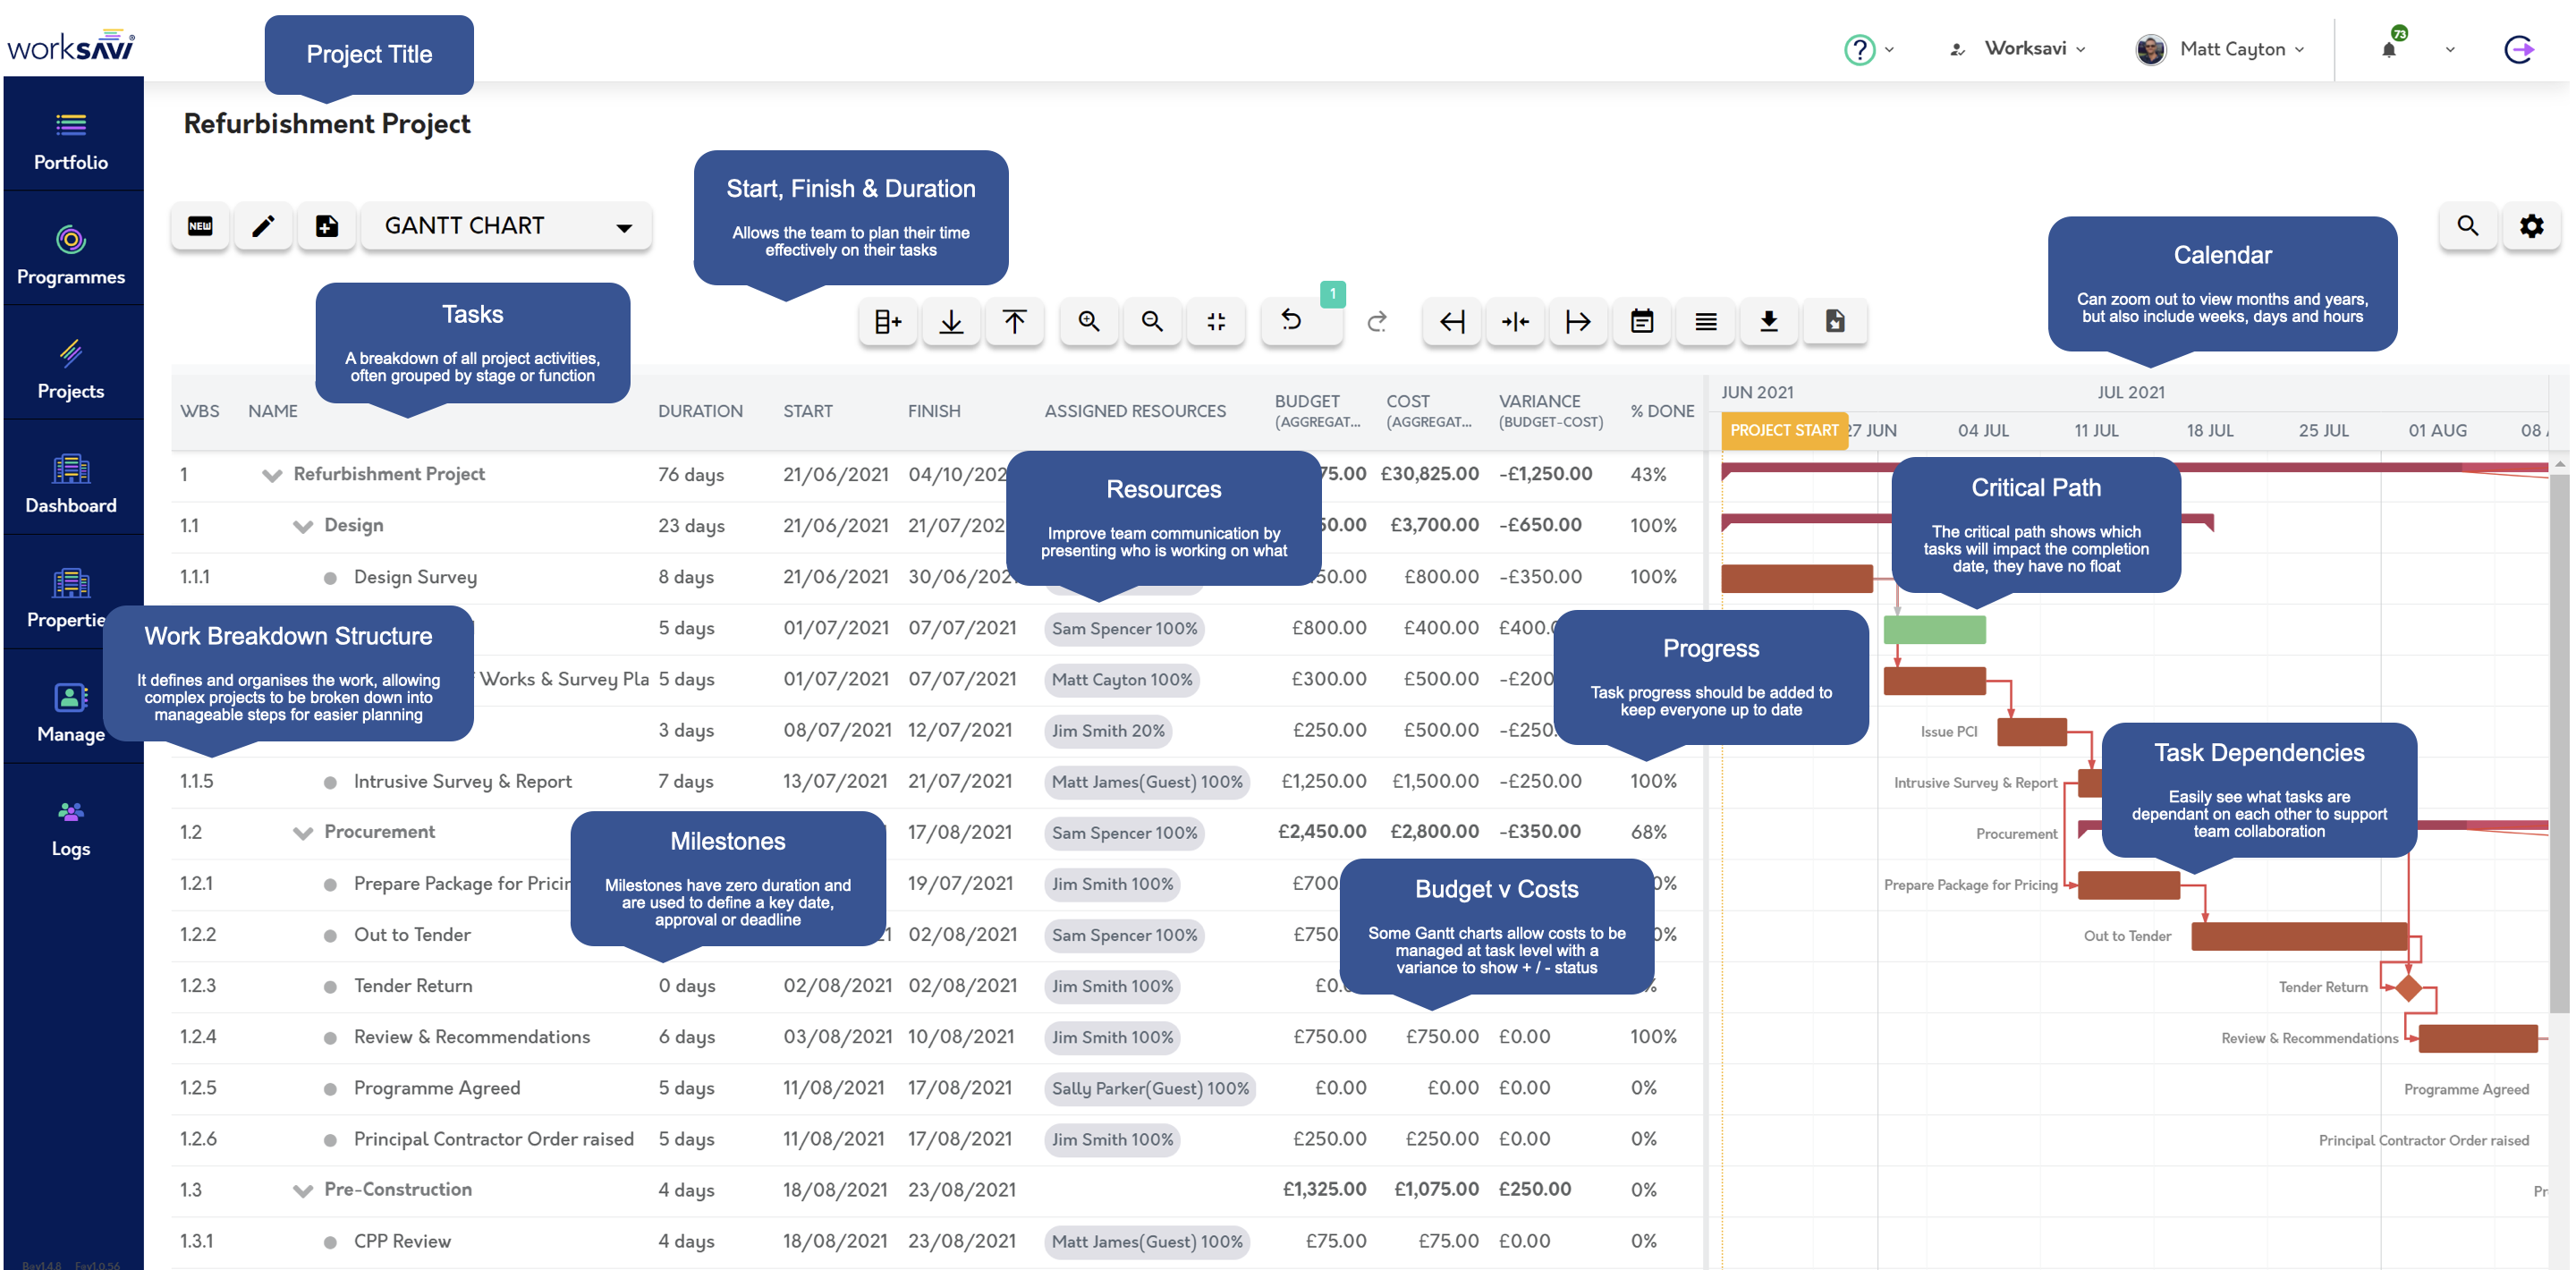 worksavi®
Project Title
Worksavi
Matt Cayton
73
Refurbishment Project
Portfolio
Programmes
Projects
Dashboard
Propertie
Manage
Logs
NEW
GANTT CHART
Start, Finish & Duration
Allows the team to plan their time
effectively on their tasks
Calendar
Can zoom out to view months and years,
but also include weeks, days and hours
Tasks
A breakdown of all project activities,
often grouped by stage or function
1
WBS NAME DURATION START FINISH ASSIGNED RESOURCES BUDGET (AGGREGAT... COST (AGGREGAT... VARIANCE (BUDGET-COST) % DONE
JUN 2021 JUL 2021
PROJECT START 27 JUN 04 JUL 11 JUL 18 JUL 25 JUL 01 AUG 08
1 Refurbishment Project 76 days 21/06/2021 04/10/202 75.00 £30,825.00 -£1,250.00 43%
1.1 Design 23 days 21/06/2021 21/07/202 50.00 £3,700.00 -£650.00 100%
1.1.1 Design Survey 8 days 21/06/2021 30/06/202 50.00 £800.00 -£350.00 100%
5 days 01/07/2021 07/07/2021 Sam Spencer 100% £800.00 £400.00 £400.
Works & Survey Pla 5 days 01/07/2021 07/07/2021 Matt Cayton 100% £300.00 £500.00 -£200
3 days 08/07/2021 12/07/2021 Jim Smith 20% £250.00 £500.00 -£250. Issue PCI
1.1.5 Intrusive Survey & Report 7 days 13/07/2021 21/07/2021 Matt James(Guest) 100% £1,250.00 £1,500.00 -£250.00 100% Intrusive Survey & Report
1.2 Procurement 17/08/2021 Sam Spencer 100% £2,450.00 £2,800.00 -£350.00 68% Procurement
1.2.1 Prepare Package for Pricin 19/07/2021 Jim Smith 100% £700 0% Prepare Package for Pricing
1.2.2 Out to Tender 21 02/08/2021 Sam Spencer 100% £750 0% Out to Tender
1.2.3 Tender Return 0 days 02/08/2021 02/08/2021 Jim Smith 100% £0. % Tender Return
1.2.4 Review & Recommendations 6 days 03/08/2021 10/08/2021 Jim Smith 100% £750.00 £750.00 £0.00 100% Review & Recommendations
1.2.5 Programme Agreed 5 days 11/08/2021 17/08/2021 Sally Parker(Guest) 100% £0.00 £0.00 £0.00 0% Programme Agreed
1.2.6 Principal Contractor Order raised 5 days 11/08/2021 17/08/2021 Jim Smith 100% £250.00 £250.00 £0.00 0% Principal Contractor Order raised
1.3 Pre-Construction 4 days 18/08/2021 23/08/2021 £1,325.00 £1,075.00 £250.00 0% Pr
1.3.1 CPP Review 4 days 18/08/2021 23/08/2021 Matt James(Guest) 100% £75.00 £75.00 £0.00 0%
Resources
Improve team communication by
presenting who is working on what
Critical Path
The critical path shows which
tasks will impact the completion
date, they have no float
Work Breakdown Structure
It defines and organises the work, allowing
complex projects to be broken down into
manageable steps for easier planning
Progress
Task progress should be added to
keep everyone up to date
Task Dependencies
Easily see what tasks are
dependant on each other to support
team collaboration
Milestones
Milestones have zero duration and
are used to define a key date,
approval or deadline
Budget v Costs
Some Gantt charts allow costs to be
managed at task level with a
variance to show + / - status